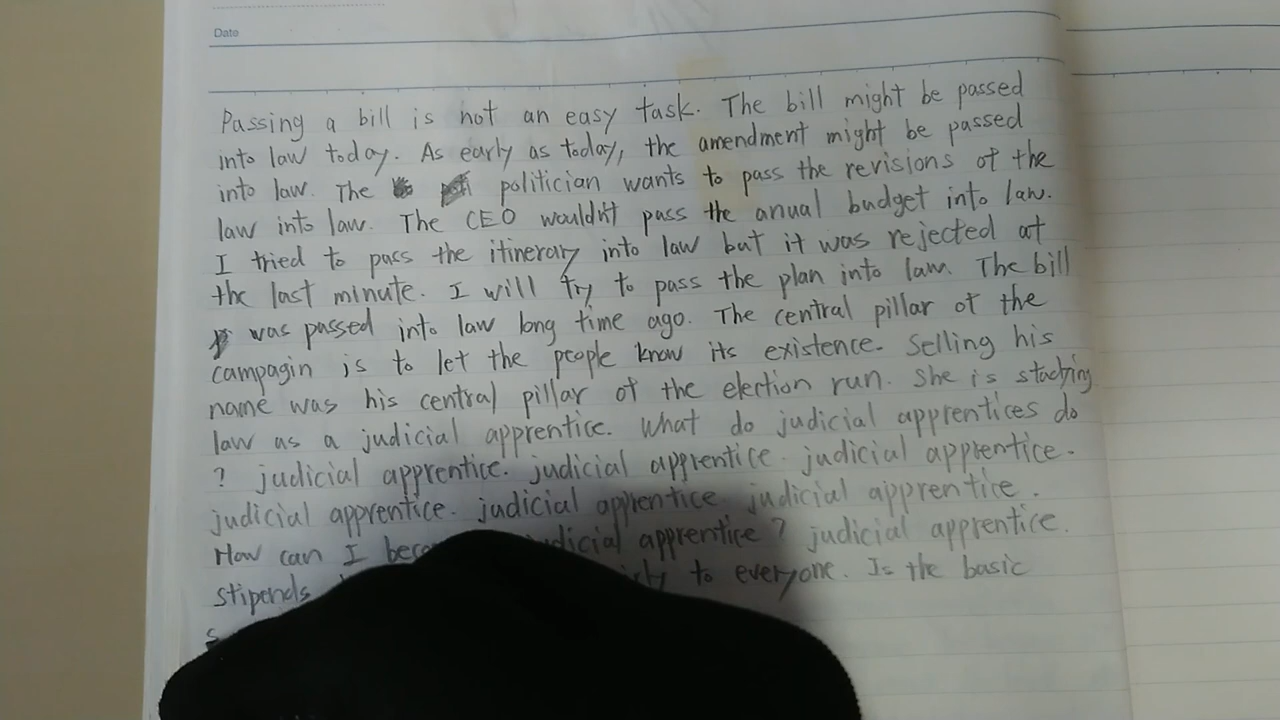 Date
Passing a bill is not an easy task. The bill might be passed
into law today. As early as today, the amendment might be passed
into law. The politician wants to pass the revisions of the
law into law. The CEO wouldn't pass the anual budget into law.
I tried to pass the itinerary into law but it was rejected at
the last minute. I will try to pass the plan into law. The bill
was passed into law long time ago. The central pillar of the
campagin is to let the people know its existence. Selling his
name was his central pillar of the election run. She is
law as a judicial apprentice. What do judicial apprentices do
? judicial apprentice. judicial apprentice. judicial apprentice.
judicial apprentice. judicial apprentice. judicial apprentice.
How can I apprentice? judicial apprentice.
stipends to everyone. Is the basic